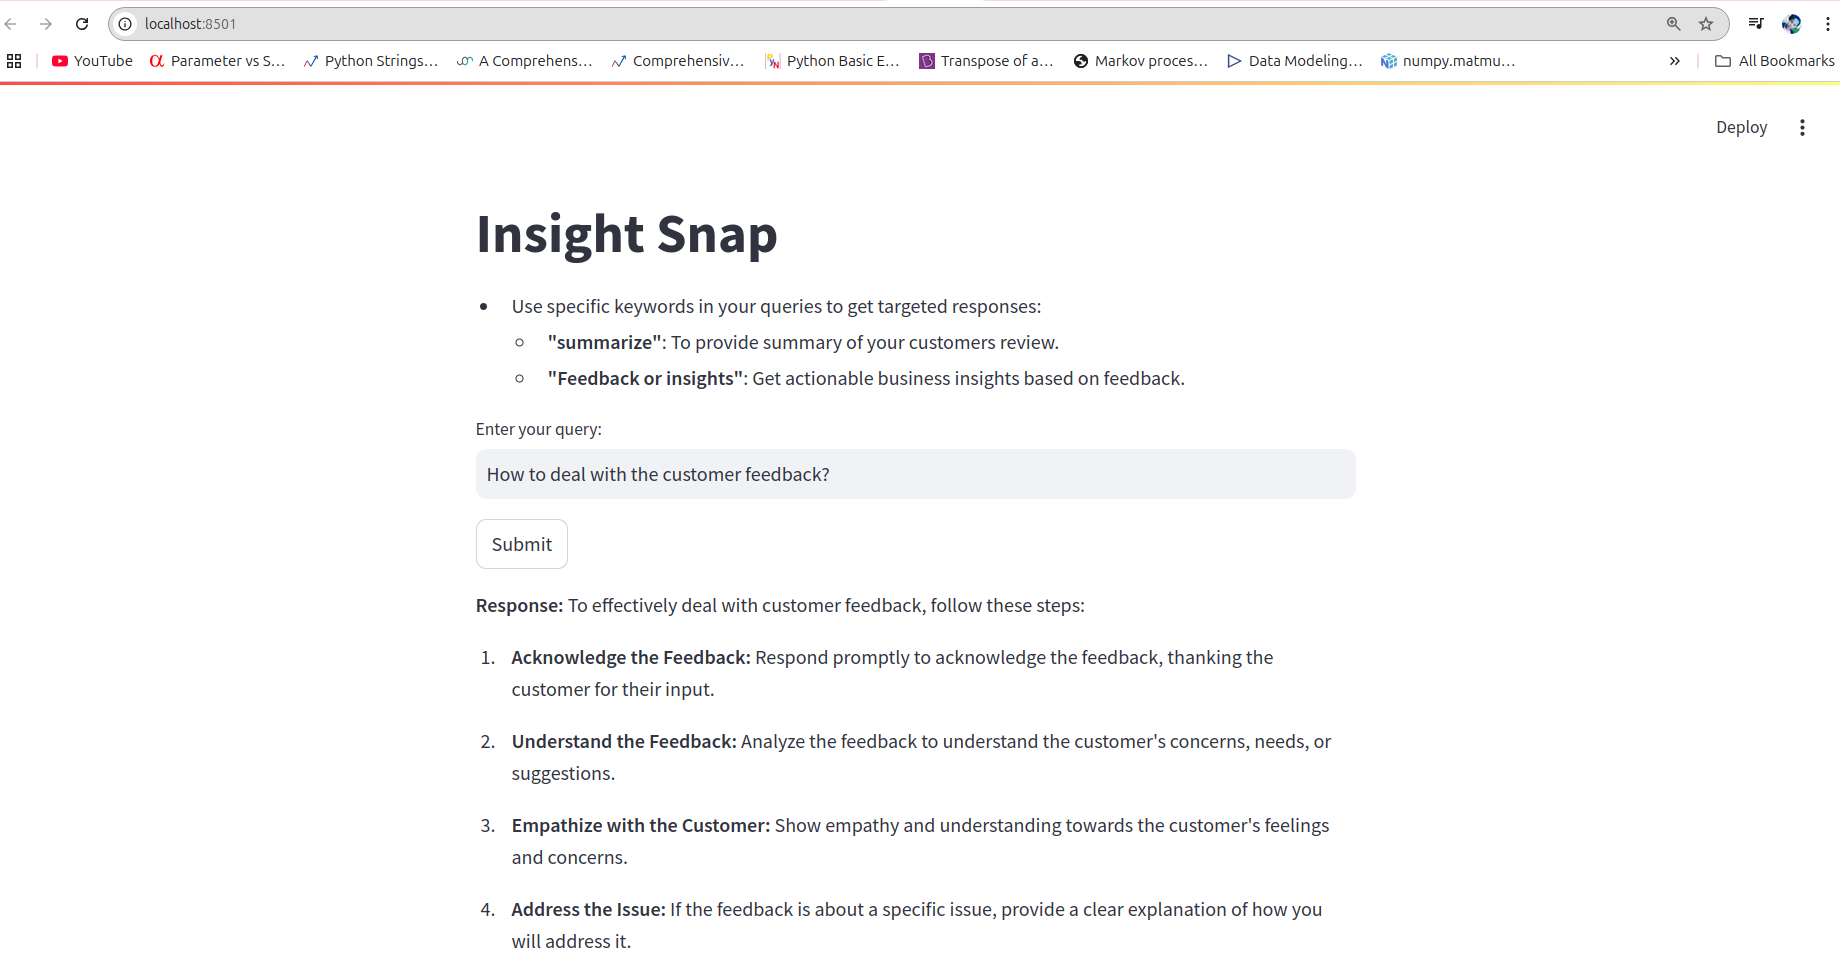 localhost:8501
YouTube
Parameter vs S...
Python Strings...
A Comprehens...
Comprehensiv...
Python Basic E...
Transpose of a...
Markov proces...
Data Modeling...
numpy.matmu...
»
All Bookmarks
Deploy
Insight Snap
• Use specific keywords in your queries to get targeted responses:
○ "summarize": To provide summary of your customers review.
○ "Feedback or insights": Get actionable business insights based on feedback.
Enter your query:
How to deal with the customer feedback?
Submit
Response: To effectively deal with customer feedback, follow these steps:
1. Acknowledge the Feedback: Respond promptly to acknowledge the feedback, thanking the
customer for their input.
2. Understand the Feedback: Analyze the feedback to understand the customer's concerns, needs, or
suggestions.
3. Empathize with the Customer: Show empathy and understanding towards the customer's feelings
and concerns.
4. Address the Issue: If the feedback is about a specific issue, provide a clear explanation of how you
will address it.